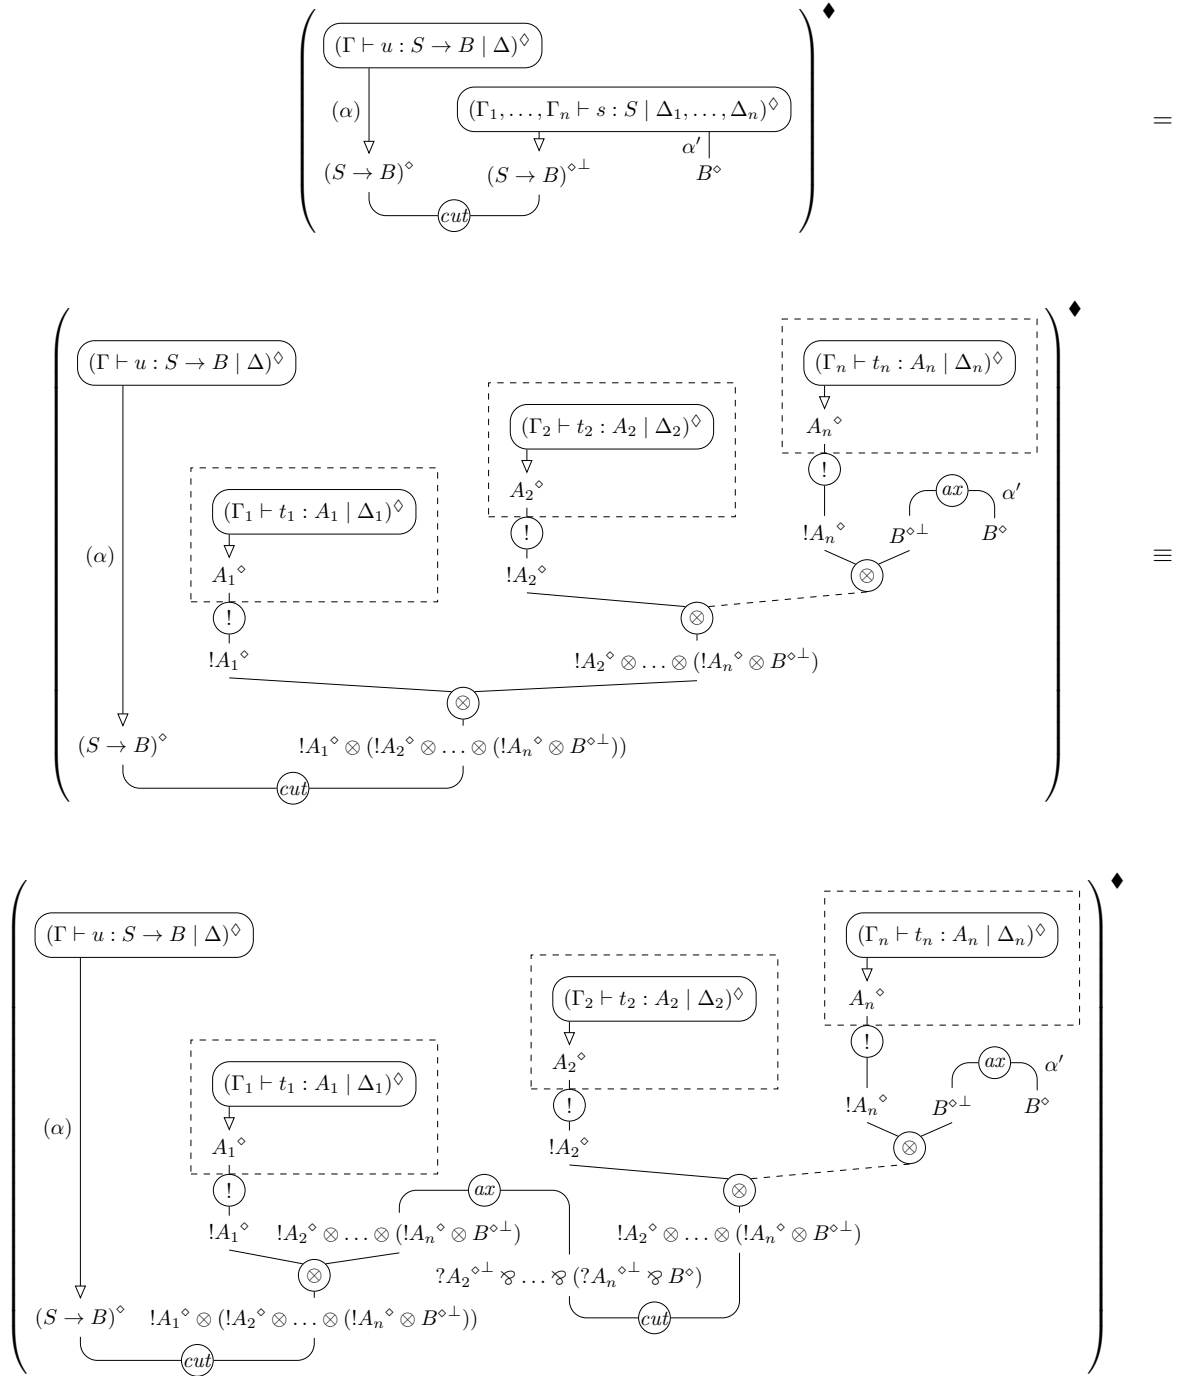 ♦
(Γ ⊢ u : S → B | Δ)◊
(α)
(Γ₁, …, Γₙ ⊢ s : S | Δ₁, …, Δₙ)◊
α′
=
(S → B)⋄
(S → B)⋄⊥
B⋄
cut
♦
(Γ ⊢ u : S → B | Δ)◊
(Γₙ ⊢ tₙ : Aₙ | Δₙ)◊
(Γ₂ ⊢ t₂ : A₂ | Δ₂)◊
Aₙ⋄
!
A₂⋄
ax α′
(Γ₁ ⊢ t₁ : A₁ | Δ₁)◊
!
!Aₙ⋄ B⋄⊥ B⋄
(α)
≡
A₁⋄
!A₂⋄
⊗
!
⊗
!A₁⋄
!A₂⋄ ⊗ … ⊗ (!Aₙ⋄ ⊗ B⋄⊥)
⊗
(S → B)⋄
!A₁⋄ ⊗ (!A₂⋄ ⊗ … ⊗ (!Aₙ⋄ ⊗ B⋄⊥))
cut
♦
(Γ ⊢ u : S → B | Δ)◊
(Γₙ ⊢ tₙ : Aₙ | Δₙ)◊
(Γ₂ ⊢ t₂ : A₂ | Δ₂)◊
Aₙ⋄
!
A₂⋄
ax α′
(Γ₁ ⊢ t₁ : A₁ | Δ₁)◊
!
!Aₙ⋄ B⋄⊥ B⋄
(α)
A₁⋄
!A₂⋄
⊗
!
ax
⊗
!A₁⋄
!A₂⋄ ⊗ … ⊗ (!Aₙ⋄ ⊗ B⋄⊥)
!A₂⋄ ⊗ … ⊗ (!Aₙ⋄ ⊗ B⋄⊥)
⊗
?A₂⋄⊥ ⅋ … ⅋ (?Aₙ⋄⊥ ⅋ B⋄)
(S → B)⋄
!A₁⋄ ⊗ (!A₂⋄ ⊗ … ⊗ (!Aₙ⋄ ⊗ B⋄⊥))
cut
cut